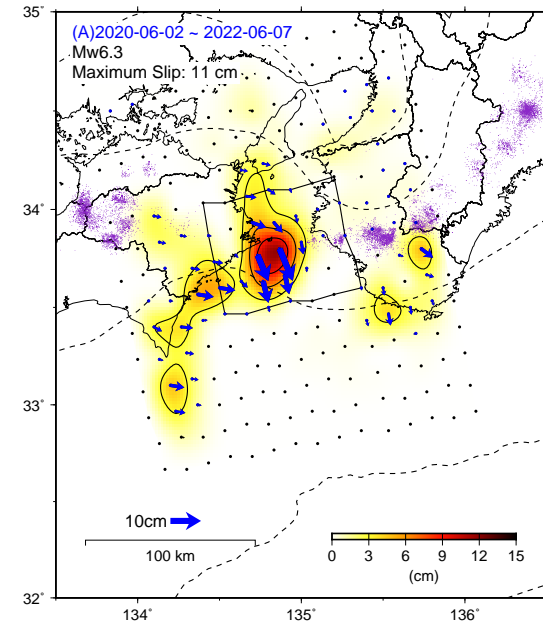 35˚
(A)2020-06-02 ~ 2022-06-07
Mw6.3
Maximum Slip: 11 cm
34˚
33˚
10cm
100 km
0 3 6 9 12 15
(cm)
32˚
134˚ 135˚ 136˚